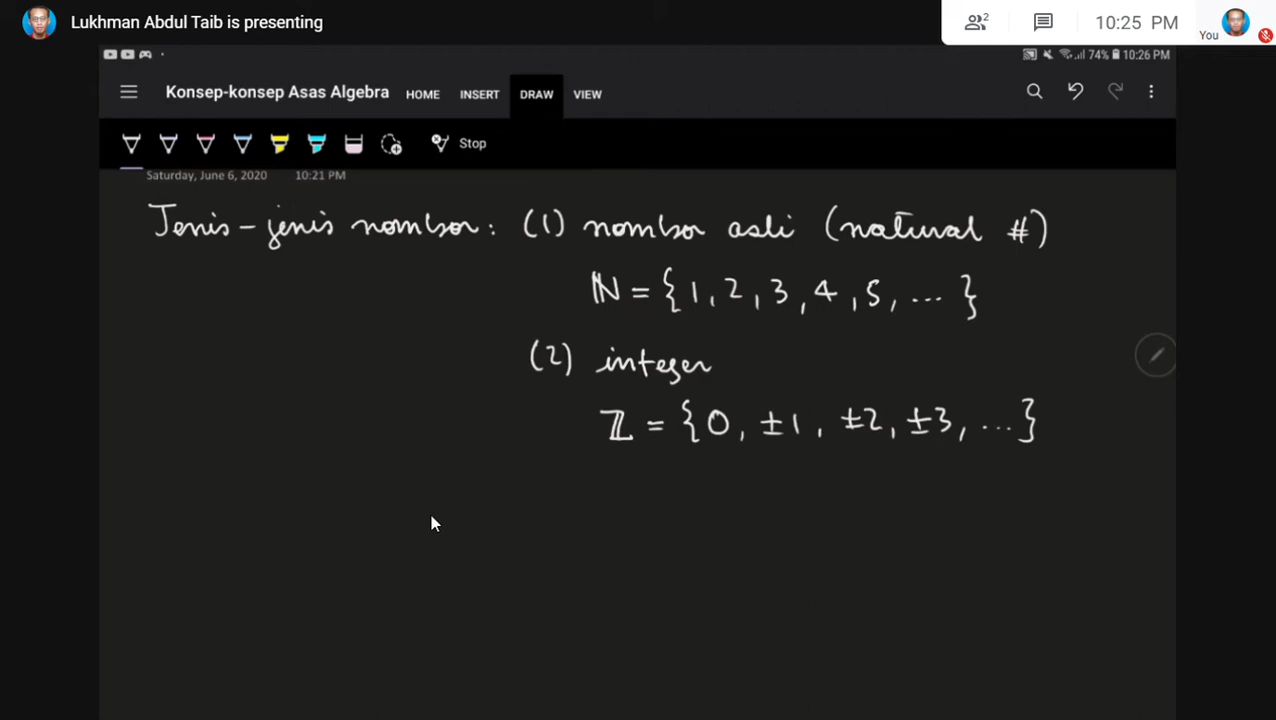 Lukhman Abdul Taib is presenting
2
10:25 PM
You
74% 10:26 PM
Konsep-konsep Asas Algebra HOME INSERT DRAW VIEW
Stop
Saturday, June 6, 2020 10:21 PM
Jenis-jenis nombor: (1) nombor asli (natural #)
ℕ = {1, 2, 3, 4, 5, ... }
(2) integer
ℤ = {0, ±1, ±2, ±3, ...}